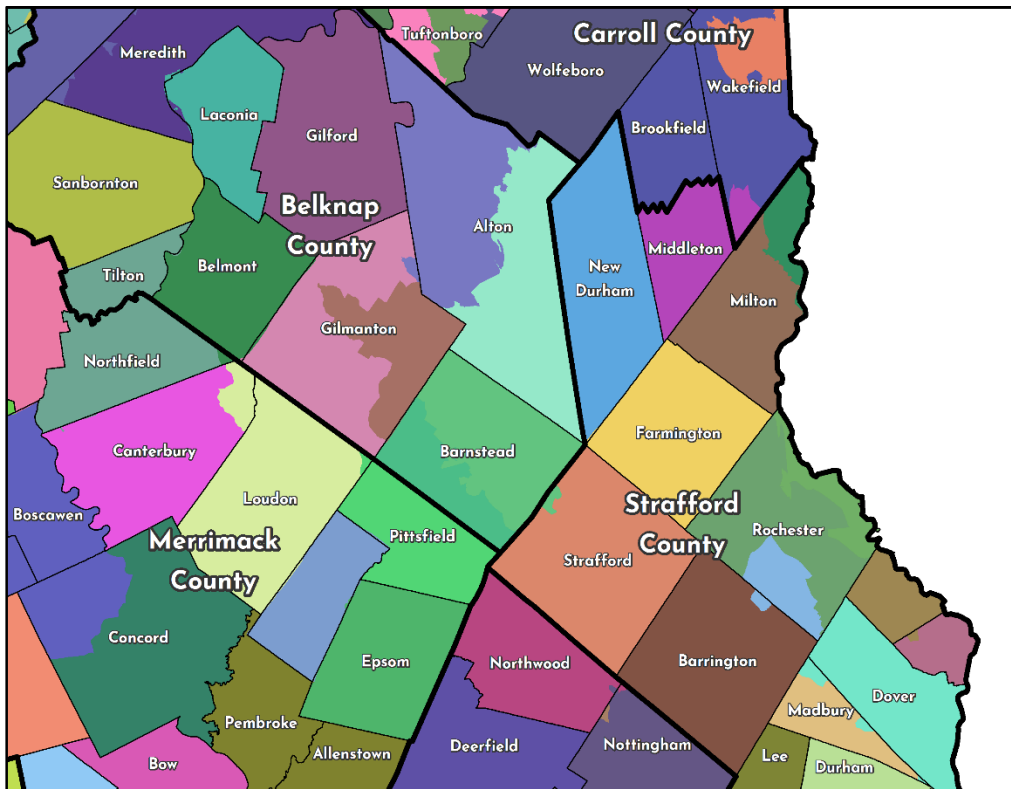 Tuftonboro
Carroll County
Meredith
Wolfeboro
Wakefield
Laconia
Gilford
Brookfield
Sanbornton
Belknap
County
Alton
Middleton
Belmont
New
Durham
Tilton
Milton
Gilmanton
Northfield
Farmington
Canterbury
Barnstead
Loudon
Strafford
County
Boscawen
Pittsfield
Rochester
Merrimack
County
Strafford
Concord
Epsom
Northwood
Barrington
Dover
Madbury
Pembroke
Deerfield
Nottingham
Allenstown
Lee
Bow
Durham